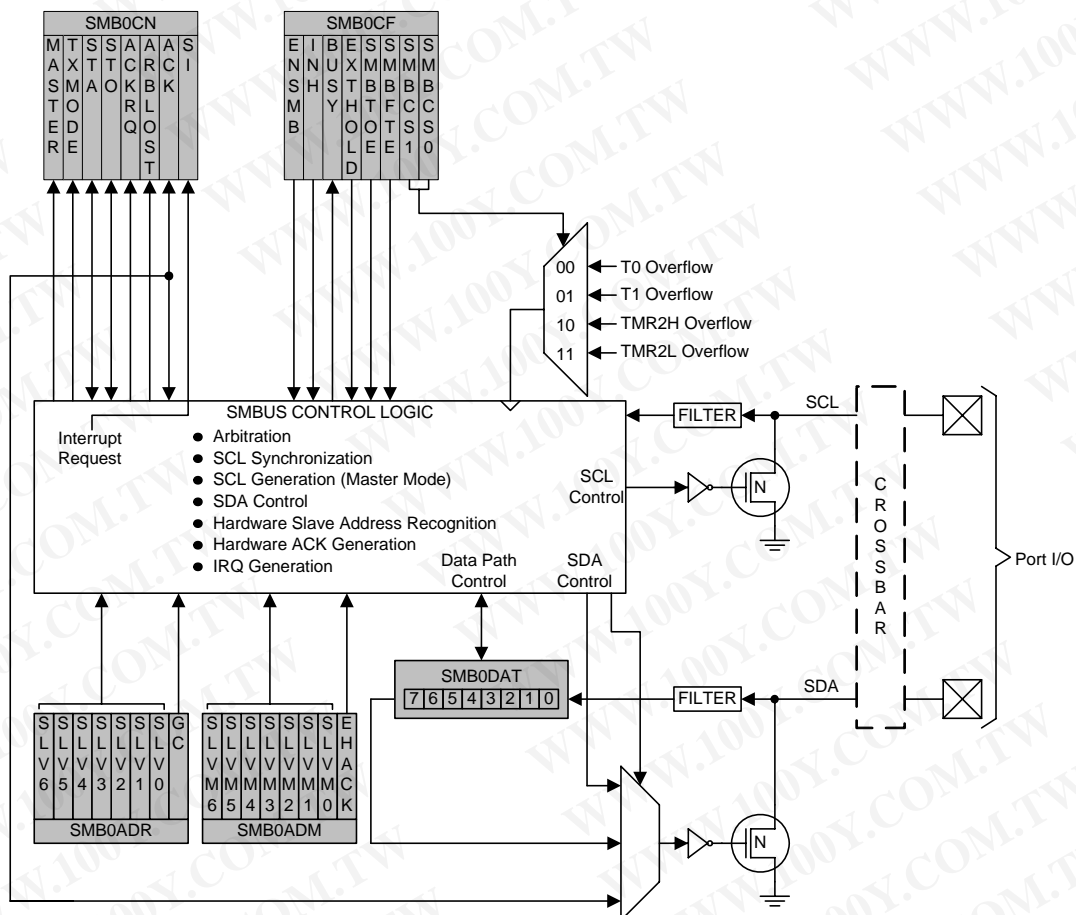 SMB0CN
MASTER
TXMODE
STA
STO
ACKRQ
ARBLOST
ACK
SI
SMB0CF
ENSMB
INH
BUSY
EXTHOLD
SMBTOE
SMBFTE
SMBCS1
SMBCS0
00 T0 Overflow
01 T1 Overflow
10 TMR2H Overflow
11 TMR2L Overflow
SMBUS CONTROL LOGIC
Interrupt
Request
● Arbitration
● SCL Synchronization
● SCL Generation (Master Mode)
● SDA Control
● Hardware Slave Address Recognition
● Hardware ACK Generation
● IRQ Generation
SCL
Control
Data Path
Control
SDA
Control
FILTER
SCL
N
CROSSBAR
Port I/O
SMB0DAT
7 6 5 4 3 2 1 0
FILTER
SDA
N
SLV6
SLV5
SLV4
SLV3
SLV2
SLV1
SLV0
GC
SMB0ADR
SLVM6
SLVM5
SLVM4
SLVM3
SLVM2
SLVM1
SLVM0
EHACK
SMB0ADM
WWW.100Y.COM.TW